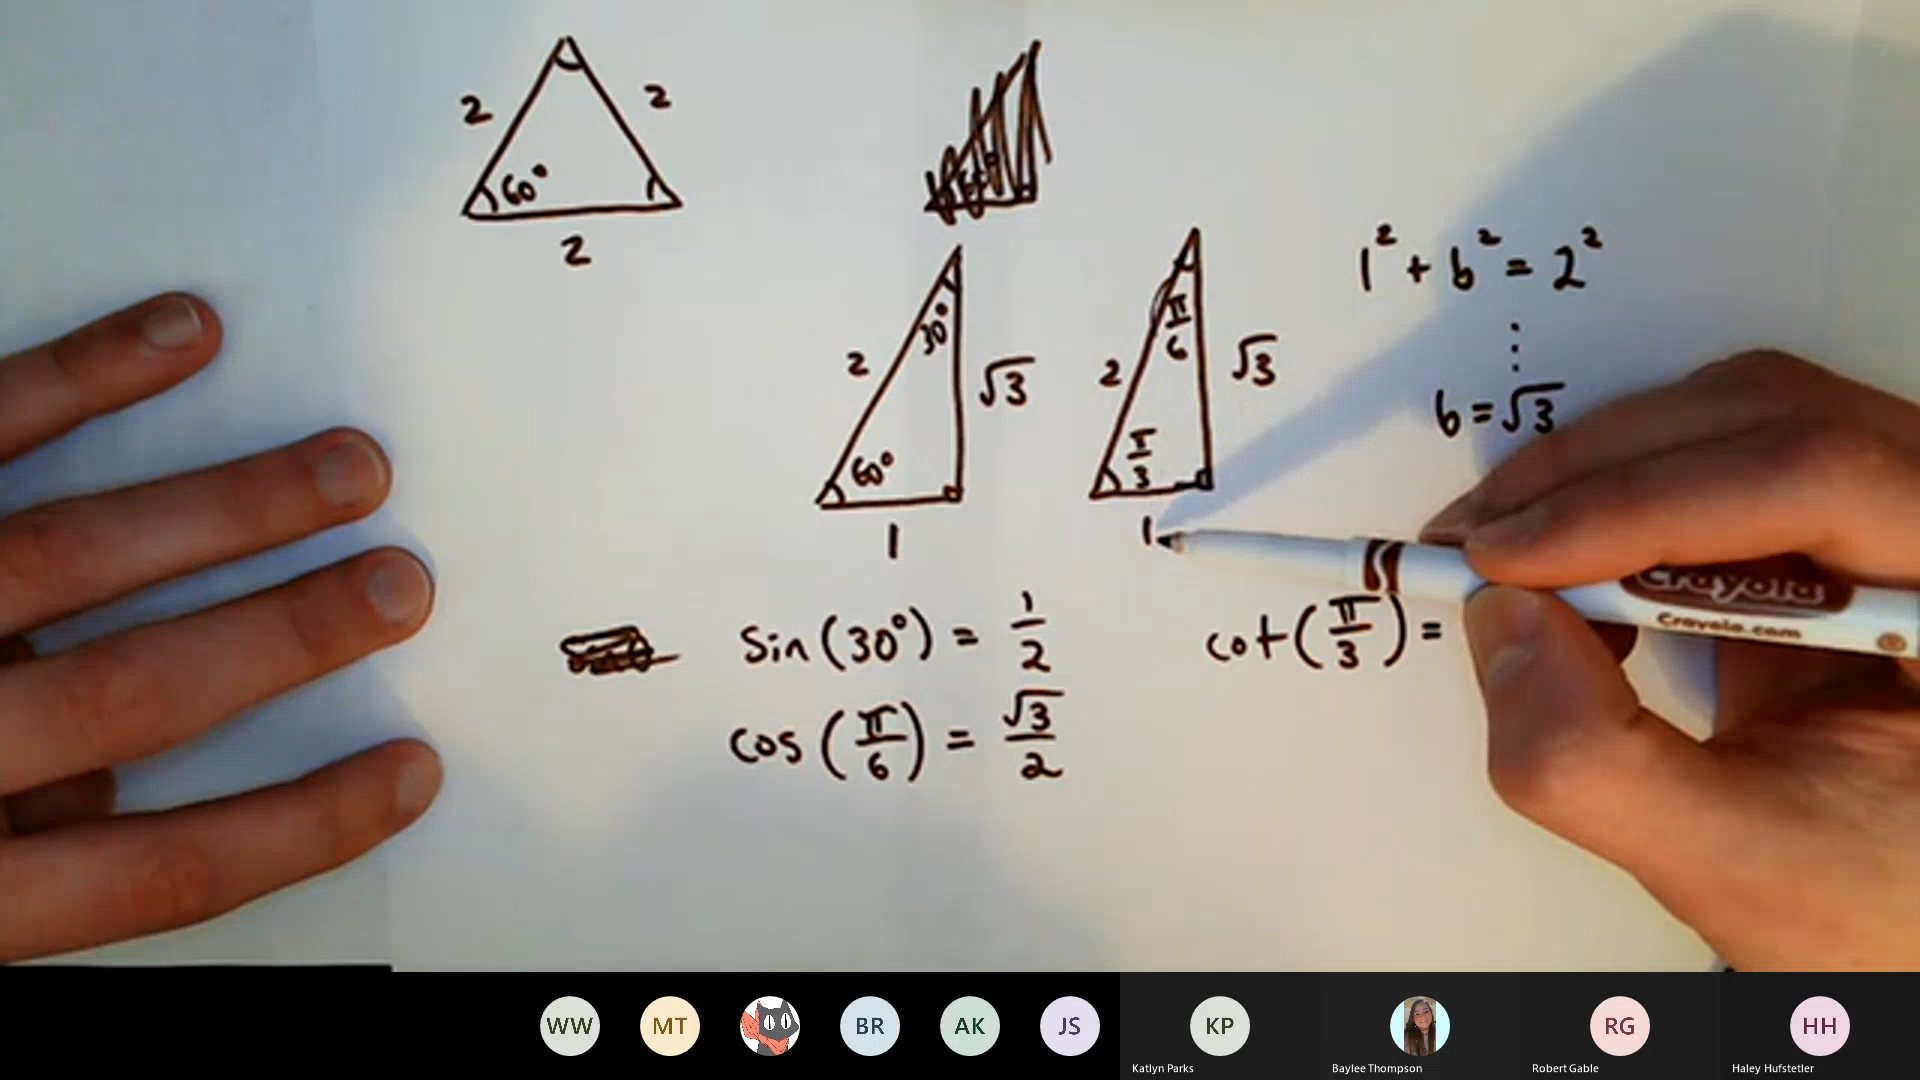 2
2
60°
2
1² + b² = 2²
⋮
b = √3
30°
2
√3
60°
1
π/6
2
√3
π/3
1
sin(30°) = 1/2
cot(π/3) =
cos(π/6) = √3/2
Crayola
Crayola.com
WW
MT
BR
AK
JS
KP
RG
HH
Katlyn Parks
Baylee Thompson
Robert Gable
Haley Hufstetler